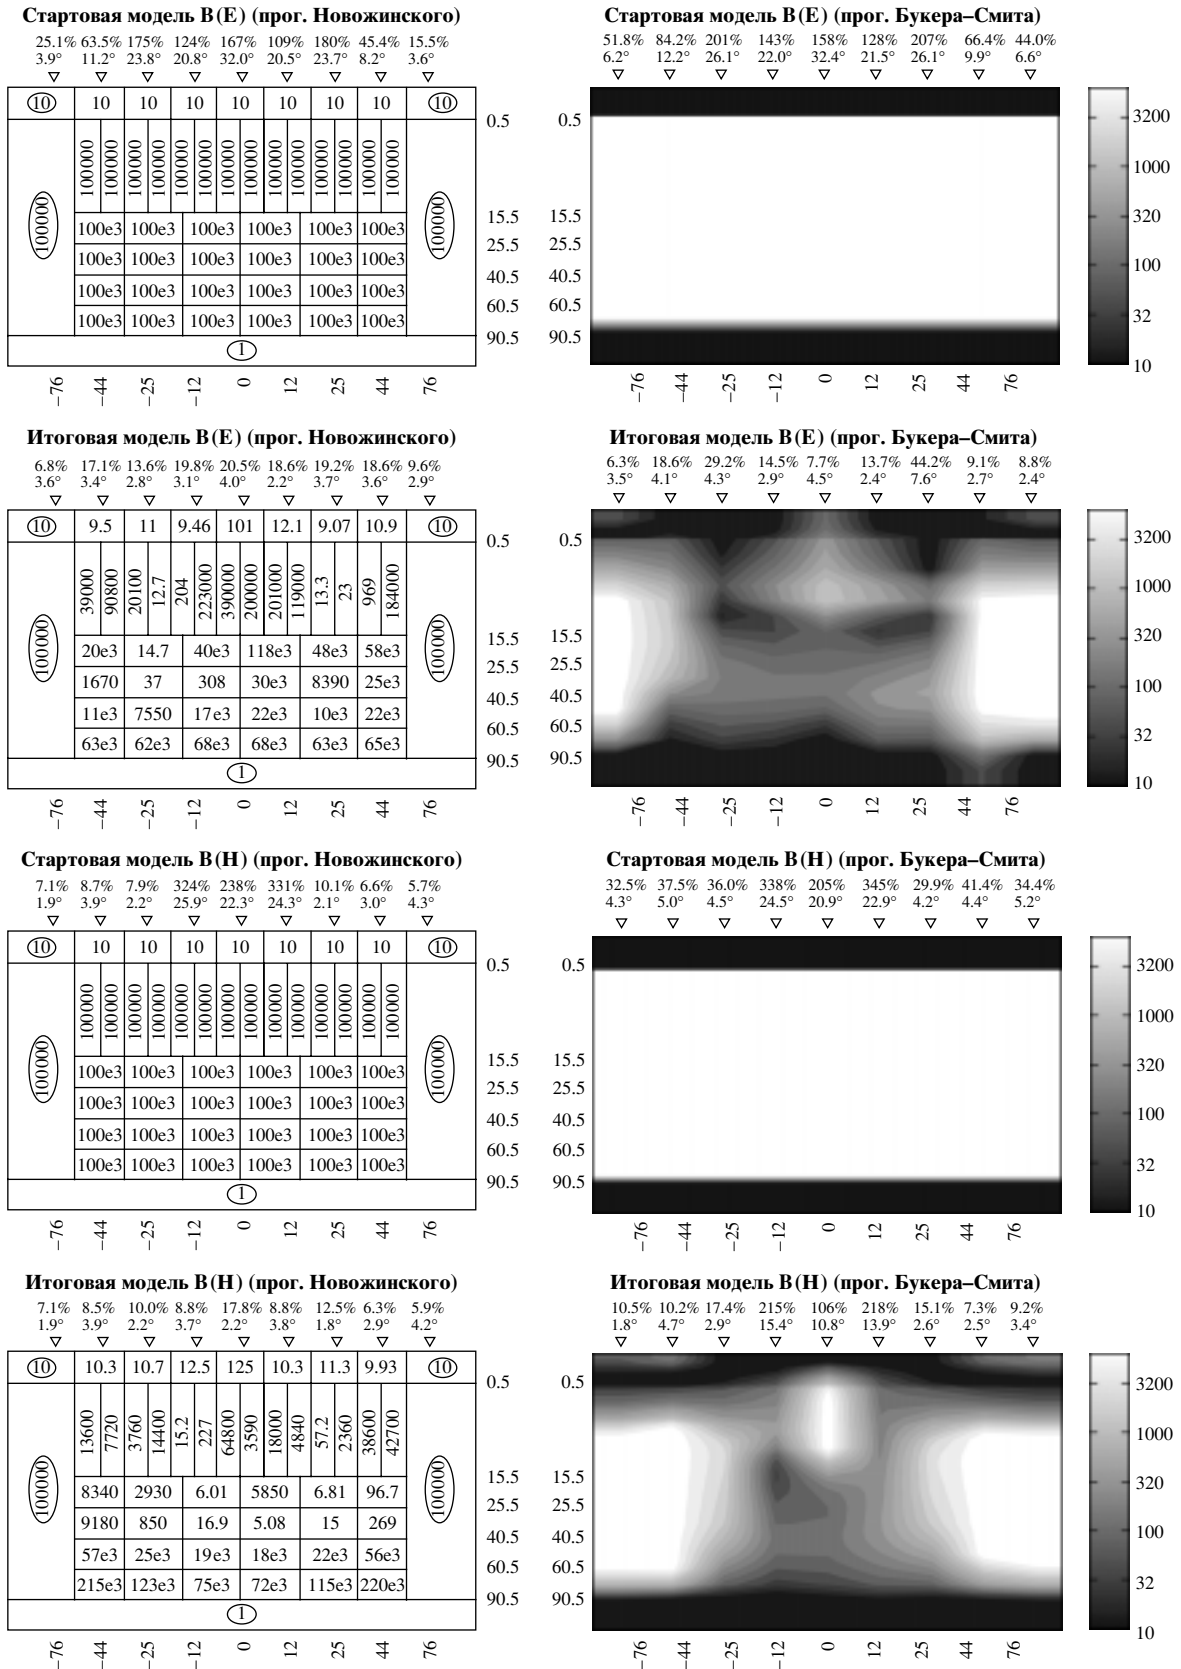 Стартовая модель B(E) (прог. Новожинского)
25.1% 63.5% 175% 124% 167% 109% 180% 45.4% 15.5%
3.9° 11.2° 23.8° 20.8° 32.0° 20.5° 23.7° 8.2° 3.6°
10 10 10 10 10 10 10 10 10
0.5
100000 100000 100000 100000 100000 100000 100000 100000 100000 100000 100000 100000 100000 100000 100000 100000
15.5
100e3 100e3 100e3 100e3 100e3 100e3
25.5
100e3 100e3 100e3 100e3 100e3 100e3
40.5
100e3 100e3 100e3 100e3 100e3 100e3
60.5
100e3 100e3 100e3 100e3 100e3 100e3
90.5
1
−76 −44 −25 −12 0 12 25 44 76
Стартовая модель B(E) (прог. Букера–Смита)
51.8% 84.2% 201% 143% 158% 128% 207% 66.4% 44.0%
6.2° 12.2° 26.1° 22.0° 32.4° 21.5° 26.1° 9.9° 6.6°
0.5
15.5
25.5
40.5
60.5
90.5
3200
1000
320
100
32
10
−76 −44 −25 −12 0 12 25 44 76
Итоговая модель B(E) (прог. Новожинского)
6.8% 17.1% 13.6% 19.8% 20.5% 18.6% 19.2% 18.6% 9.6%
3.6° 3.4° 2.8° 3.1° 4.0° 2.2° 3.7° 3.6° 2.9°
10 9.5 11 9.46 101 12.1 9.07 10.9 10
0.5
100000 39000 90800 20100 12.7 204 223000 390000 200000 201000 119000 13.3 23 969 184000 100000
15.5
20e3 14.7 40e3 118e3 48e3 58e3
25.5
1670 37 308 30e3 8390 25e3
40.5
11e3 7550 17e3 22e3 10e3 22e3
60.5
63e3 62e3 68e3 68e3 63e3 65e3
90.5
1
−76 −44 −25 −12 0 12 25 44 76
Итоговая модель B(E) (прог. Букера–Смита)
6.3% 18.6% 29.2% 14.5% 7.7% 13.7% 44.2% 9.1% 8.8%
3.5° 4.1° 4.3° 2.9° 4.5° 2.4° 7.6° 2.7° 2.4°
0.5
15.5
25.5
40.5
60.5
90.5
3200
1000
320
100
32
10
−76 −44 −25 −12 0 12 25 44 76
Стартовая модель B(H) (прог. Новожинского)
7.1% 8.7% 7.9% 324% 238% 331% 10.1% 6.6% 5.7%
1.9° 3.9° 2.2° 25.9° 22.3° 24.3° 2.1° 3.0° 4.3°
10 10 10 10 10 10 10 10 10
0.5
100000 100000 100000 100000 100000 100000 100000 100000 100000 100000 100000 100000 100000 100000 100000 100000
15.5
100e3 100e3 100e3 100e3 100e3 100e3
25.5
100e3 100e3 100e3 100e3 100e3 100e3
40.5
100e3 100e3 100e3 100e3 100e3 100e3
60.5
100e3 100e3 100e3 100e3 100e3 100e3
90.5
1
−76 −44 −25 −12 0 12 25 44 76
Стартовая модель B(H) (прог. Букера–Смита)
32.5% 37.5% 36.0% 338% 205% 345% 29.9% 41.4% 34.4%
4.3° 5.0° 4.5° 24.5° 20.9° 22.9° 4.2° 4.4° 5.2°
0.5
15.5
25.5
40.5
60.5
90.5
3200
1000
320
100
32
10
−76 −44 −25 −12 0 12 25 44 76
Итоговая модель B(H) (прог. Новожинского)
7.1% 8.5% 10.0% 8.8% 17.8% 8.8% 12.5% 6.3% 5.9%
1.9° 3.9° 2.2° 3.7° 2.2° 3.8° 1.8° 2.9° 4.2°
10 10.3 10.7 12.5 125 10.3 11.3 9.93 10
0.5
100000 13600 7720 3760 14400 15.2 227 64800 3590 18000 4840 57.2 2360 38600 42700 100000
15.5
8340 2930 6.01 5850 6.81 96.7
25.5
9180 850 16.9 5.08 15 269
40.5
57e3 25e3 19e3 18e3 22e3 56e3
60.5
215e3 123e3 75e3 72e3 115e3 220e3
90.5
1
−76 −44 −25 −12 0 12 25 44 76
Итоговая модель B(H) (прог. Букера–Смита)
10.5% 10.2% 17.4% 215% 106% 218% 15.1% 7.3% 9.2%
1.8° 4.7° 2.9° 15.4° 10.8° 13.9° 2.6° 2.5° 3.4°
0.5
15.5
25.5
40.5
60.5
90.5
3200
1000
320
100
32
10
−76 −44 −25 −12 0 12 25 44 76